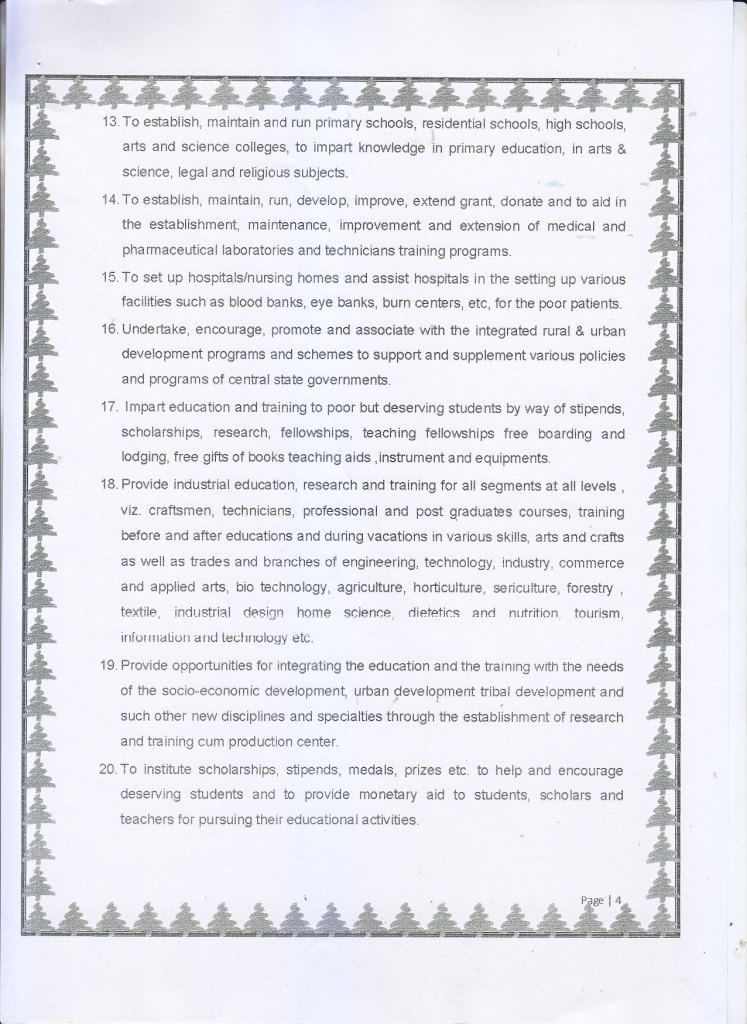 13. To establish, maintain and run primary schools, residential schools, high schools,
arts and science colleges, to impart knowledge in primary education, in arts &
science, legal and religious subjects.
14. To establish, maintain, run, develop, improve, extend grant, donate and to aid in
the establishment, maintenance, improvement and extension of medical and
pharmaceutical laboratories and technicians training programs.
15. To set up hospitals/nursing homes and assist hospitals in the setting up various
facilities such as blood banks, eye banks, burn centers, etc, for the poor patients.
16. Undertake, encourage, promote and associate with the integrated rural & urban
development programs and schemes to support and supplement various policies
and programs of central state governments.
17. Impart education and training to poor but deserving students by way of stipends,
scholarships, research, fellowships, teaching fellowships free boarding and
lodging, free gifts of books teaching aids ,instrument and equipments.
18. Provide industrial education, research and training for all segments at all levels ,
viz. craftsmen, technicians, professional and post graduates courses, training
before and after educations and during vacations in various skills, arts and crafts
as well as trades and branches of engineering, technology, industry, commerce
and applied arts, bio technology, agriculture, horticulture, sericulture, forestry ,
textile, industrial design home science, dietetics and nutrition, tourism,
information and technology etc.
19. Provide opportunities for integrating the education and the training with the needs
of the socio-economic development, urban development tribal development and
such other new disciplines and specialties through the establishment of research
and training cum production center.
20. To institute scholarships, stipends, medals, prizes etc. to help and encourage
deserving students and to provide monetary aid to students, scholars and
teachers for pursuing their educational activities.
Page | 4